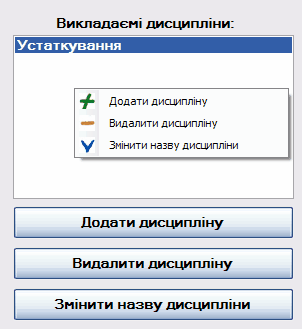 Викладаємі дисципліни:
Устаткування
Додати дисципліну
Видалити дисципліну
Змінити назву дисципліни
Додати дисципліну
Видалити дисципліну
Змінити назву дисципліни